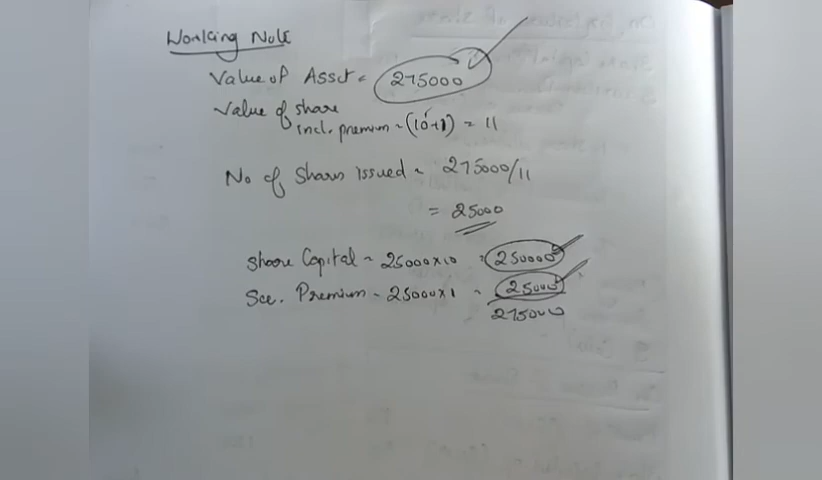 Working Note
Value of Asset = 275000
Value of share
incl. premium = (10+1) = 11
No of Shares issued = 275000/11
= 25000
Share Capital = 25000x10 = 250000
Sec. Premium = 25000x1 = 25000
275000